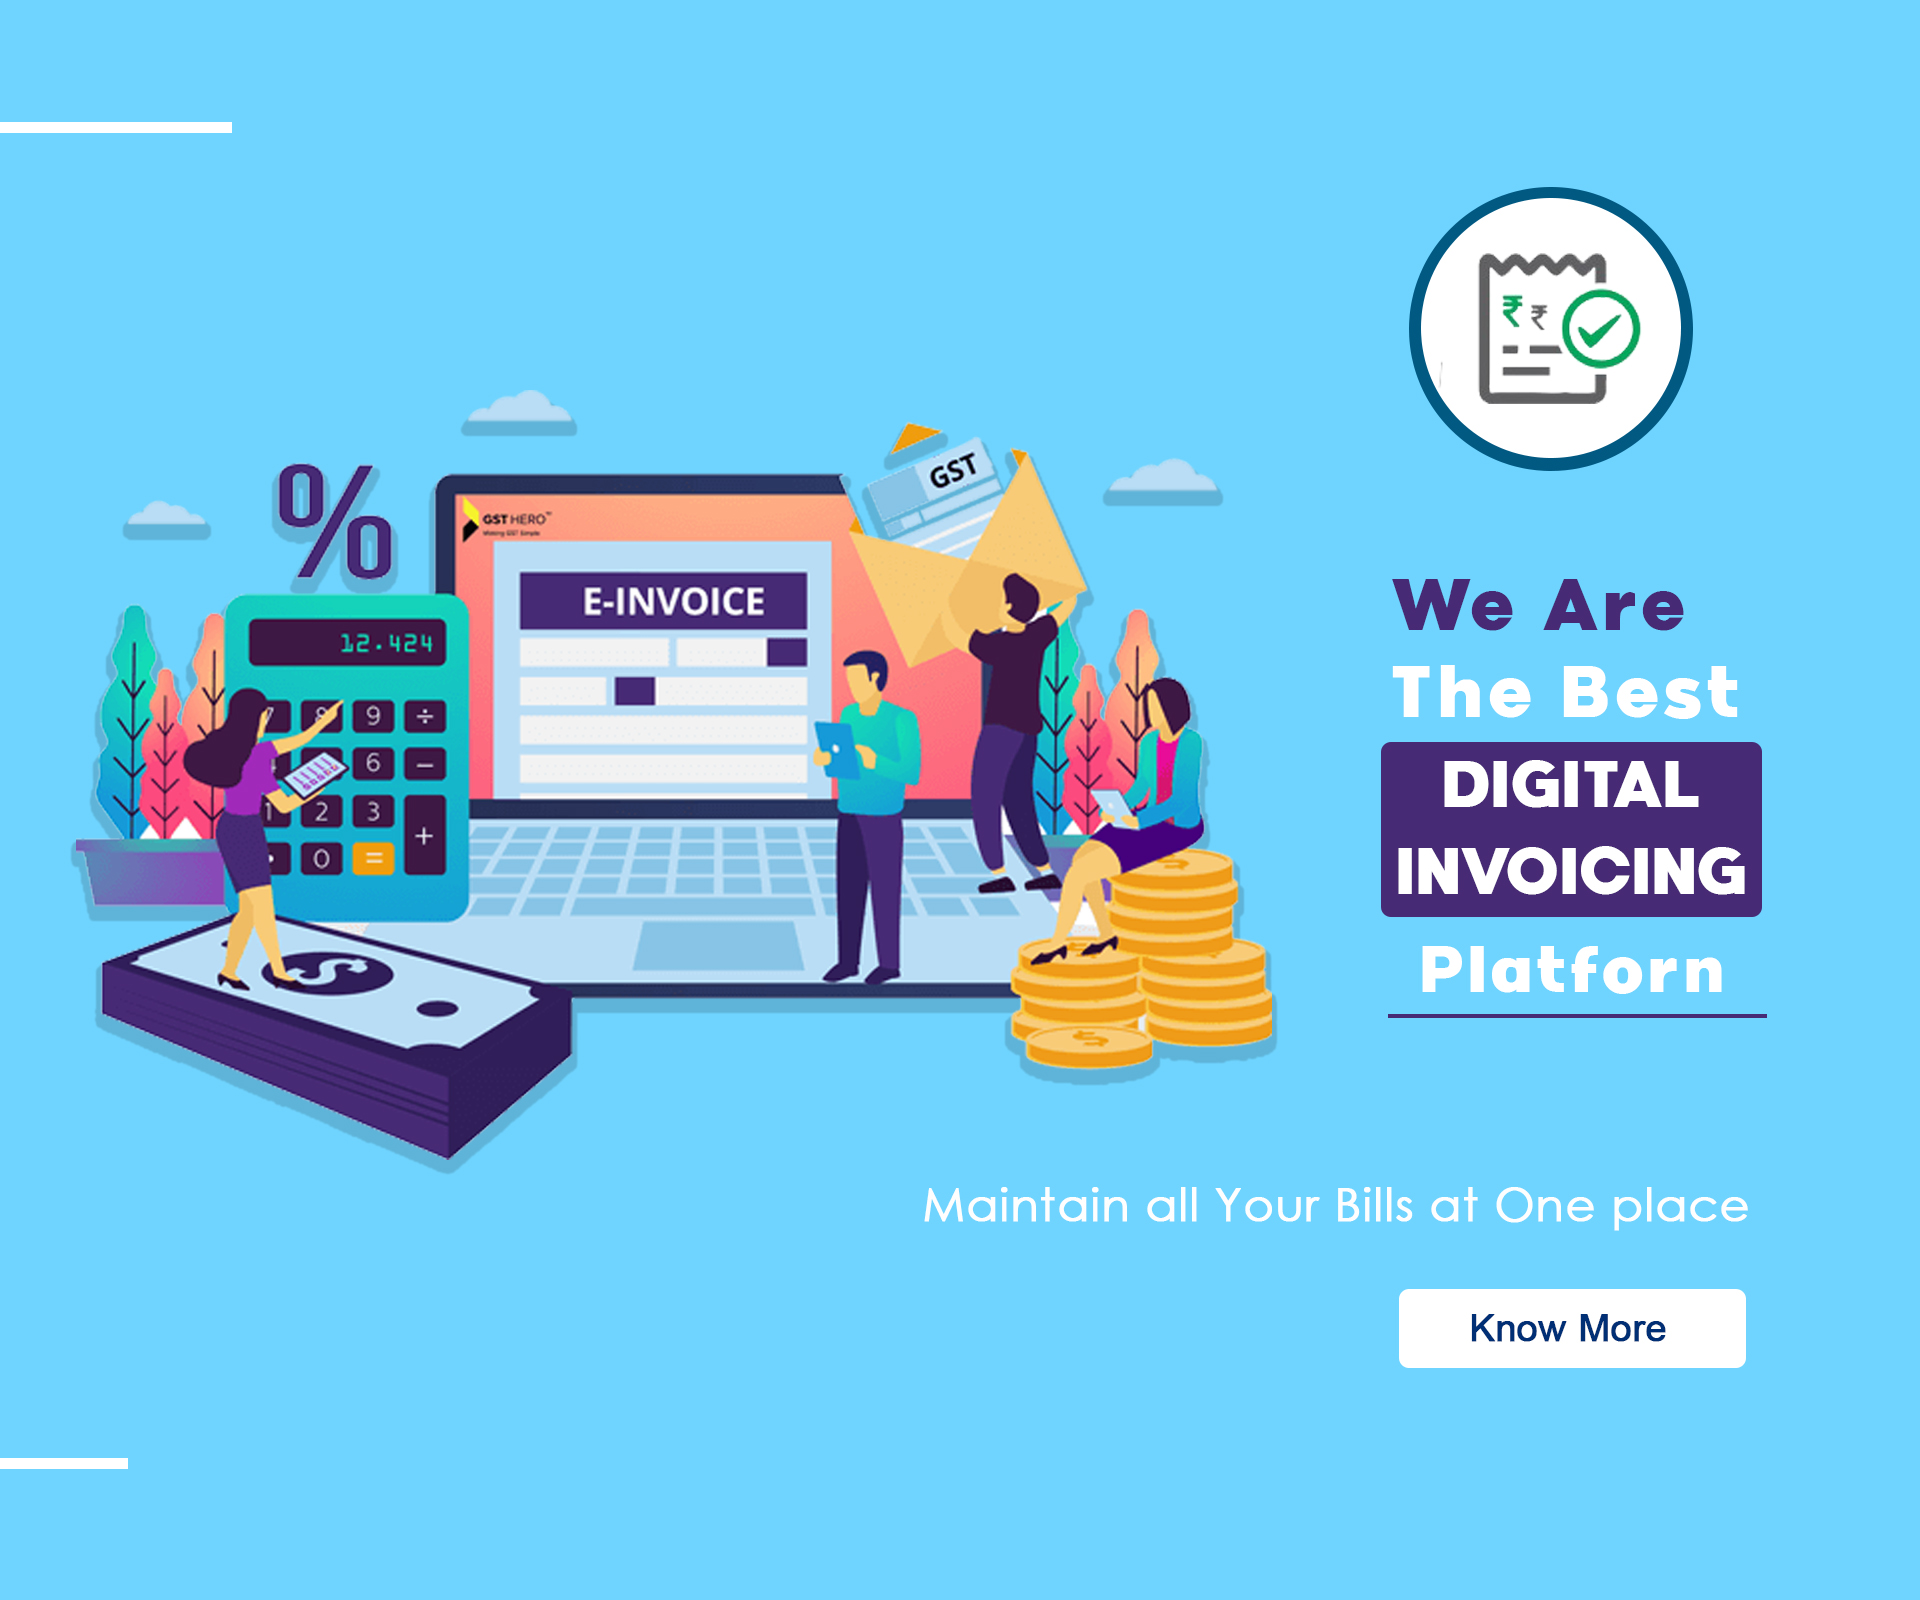 %
GST
GST HERO™
Making GST Simple
E-INVOICE
12.424
7 8 9 ÷
6 −
1 2 3
+
0 =
₹ ₹
We Are
The Best
DIGITAL
INVOICING
Platforn
Maintain all Your Bills at One place
Know More